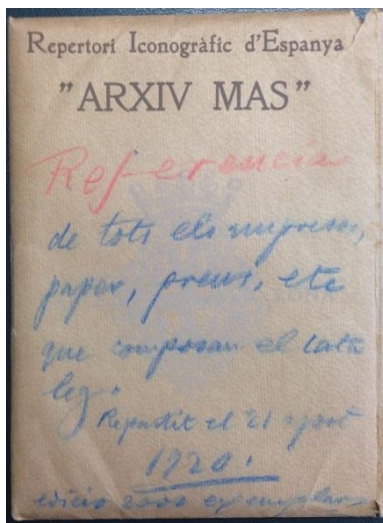 Repertori Iconogràfic d'Espanya
"ARXIV MAS"
Referencia
de tots els impresos,
paper, preus, etc
que composan el catà
leg.
Repartit el 21 agost
1920.
edició 2000 exemplars